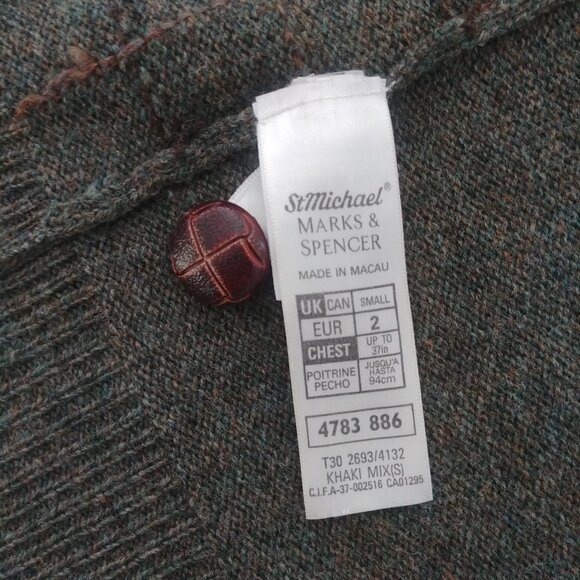 StMichael®
MARKS &
SPENCER
MADE IN MACAU
UK CAN SMALL
EUR 2
CHEST UP TO 37in
POITRINE PECHO JUSQU'A HASTA 94cm
4783 886
T30 2693/4132
KHAKI MIX(S)
C.I.F.A-37-002516 CA01295